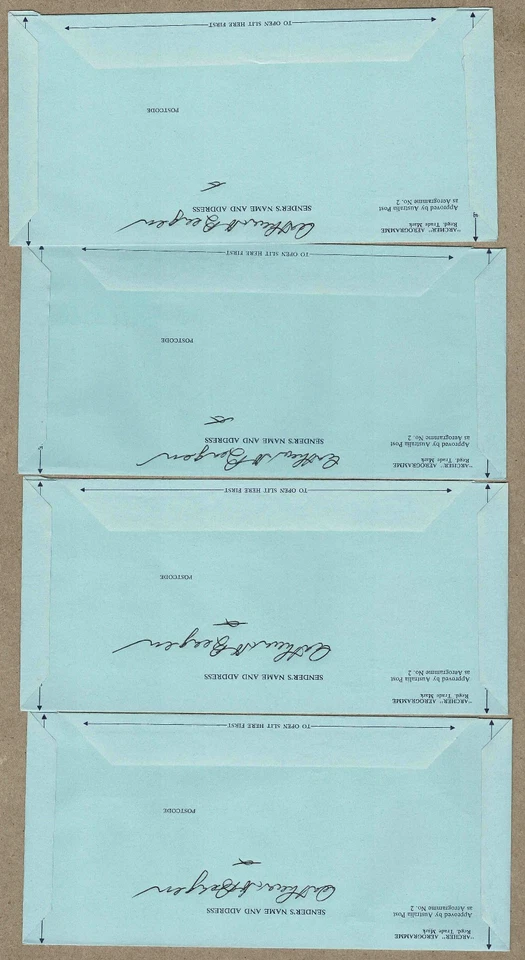 "ARCHER" AEROGRAMME
Regd. Trade Mark
Approved by Australia Post
as Aerogramme No. 2
SENDER'S NAME AND ADDRESS
Arthur
POSTCODE
TO OPEN SLIT HERE FIRST
"ARCHER" AEROGRAMME
Regd. Trade Mark
Approved by Australia Post
as Aerogramme No. 2
SENDER'S NAME AND ADDRESS
Arthur
POSTCODE
TO OPEN SLIT HERE FIRST
"ARCHER" AEROGRAMME
Regd. Trade Mark
Approved by Australia Post
as Aerogramme No. 2
Arthur
SENDER'S NAME AND ADDRESS
POSTCODE
TO OPEN SLIT HERE FIRST
"ARCHER" AEROGRAMME
Regd. Trade Mark
Approved by Australia Post
as Aerogramme No. 2
Arthur
SENDER'S NAME AND ADDRESS
POSTCODE
TO OPEN SLIT HERE FIRST